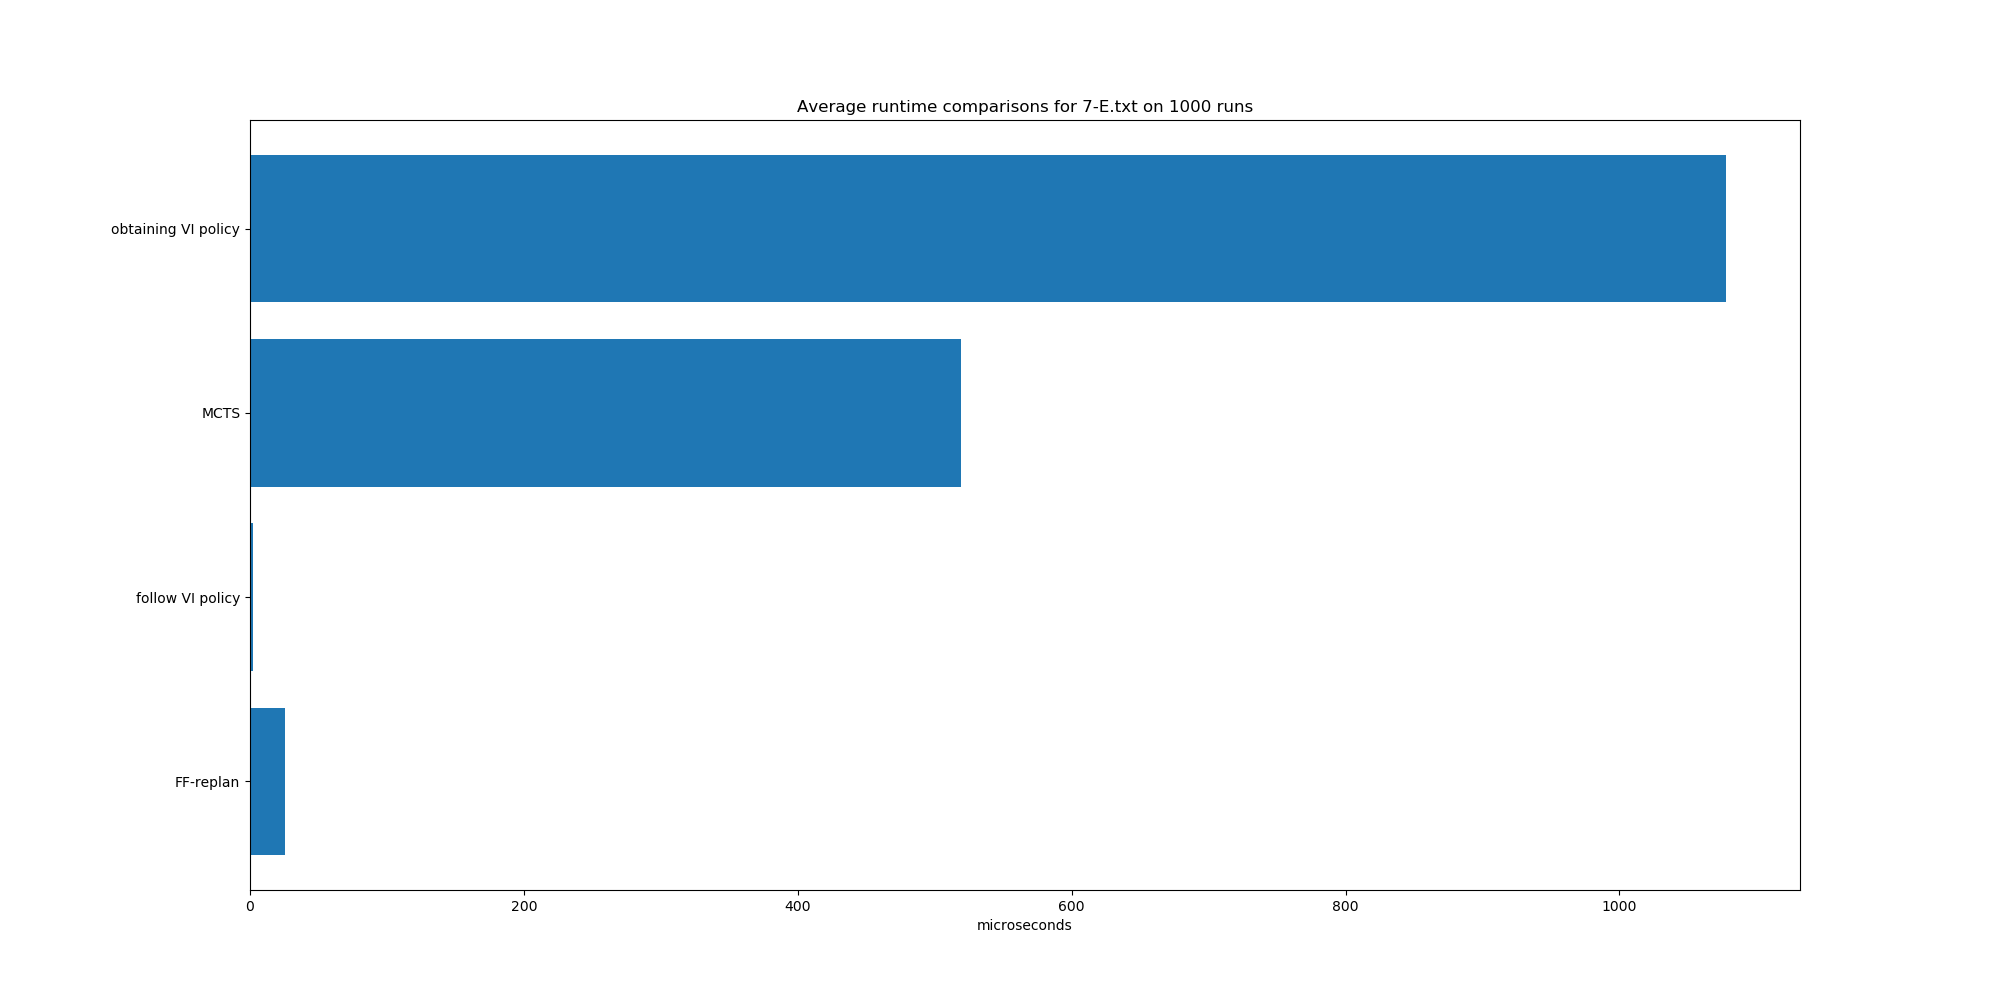 Average runtime comparisons for 7-E.txt on 1000 runs
obtaining VI policy
MCTS
follow VI policy
FF-replan
0 200 400 600 800 1000
microseconds